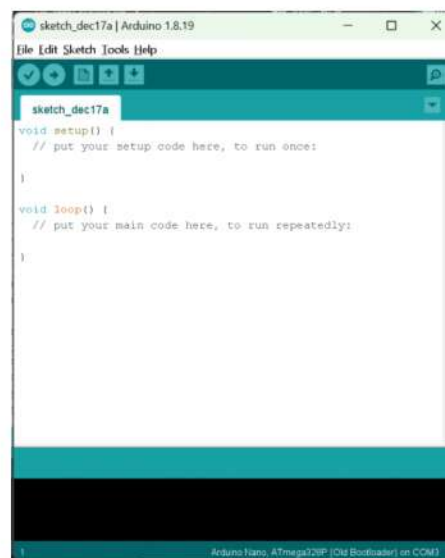 sketch_dec17a | Arduino 1.8.19
File Edit Sketch Tools Help
sketch_dec17a
void setup() {
  // put your setup code here, to run once:
}
void loop() {
  // put your main code here, to run repeatedly:
}
1
Arduino Nano, ATmega328P (Old Bootloader) on COM3